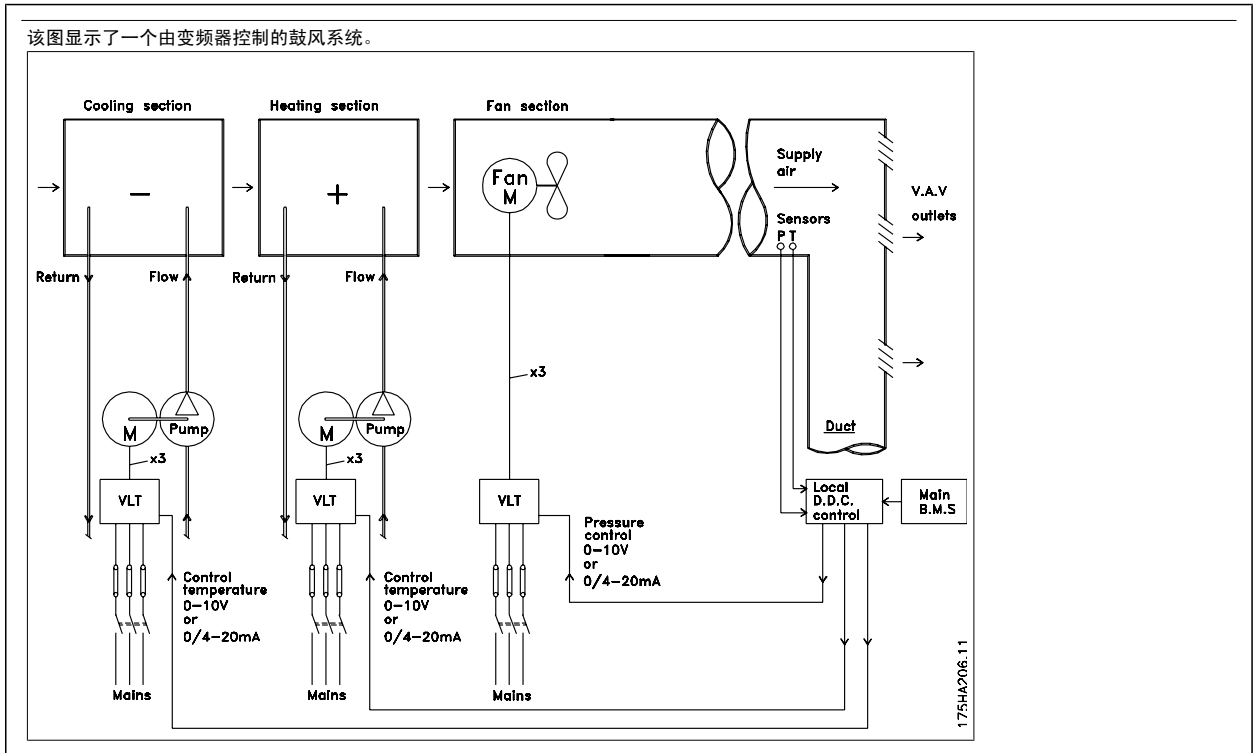 该图显示了一个由变频器控制的鼓风系统。
Cooling section
Heating section
Fan section
−
+
Fan
M
Supply
air
V.A.V
outlets
Sensors
P T
Return
Flow
Return
Flow
x3
Duct
M
Pump
M
Pump
x3
x3
VLT
VLT
VLT
Local
D.D.C.
control
Main
B.M.S
Pressure
control
0-10V
or
0/4-20mA
Control
temperature
0-10V
or
0/4-20mA
Control
temperature
0-10V
or
0/4-20mA
Mains
Mains
Mains
175HA206.11